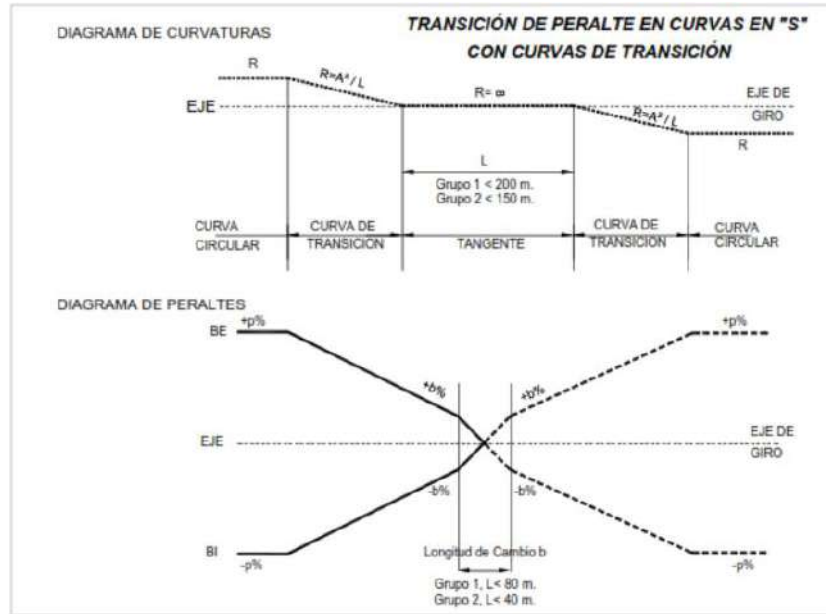 DIAGRAMA DE CURVATURAS
TRANSICIÓN DE PERALTE EN CURVAS EN "S"
CON CURVAS DE TRANSICIÓN
R
R=A²/L
R= ∞
EJE
EJE DE
GIRO
R=A²/L
R
L
Grupo 1 < 200 m.
Grupo 2 < 150 m.
CURVA
CIRCULAR
CURVA DE
TRANSICION
TANGENTE
CURVA DE
TRANSICIÓN
CURVA
CIRCULAR
DIAGRAMA DE PERALTES
+p%
+p%
BE
+b%
+b%
EJE
EJE DE
GIRO
-b%
-b%
BI
Longitud de Cambio b
-p%
-p%
Grupo 1, L< 80 m.
Grupo 2, L< 40 m.